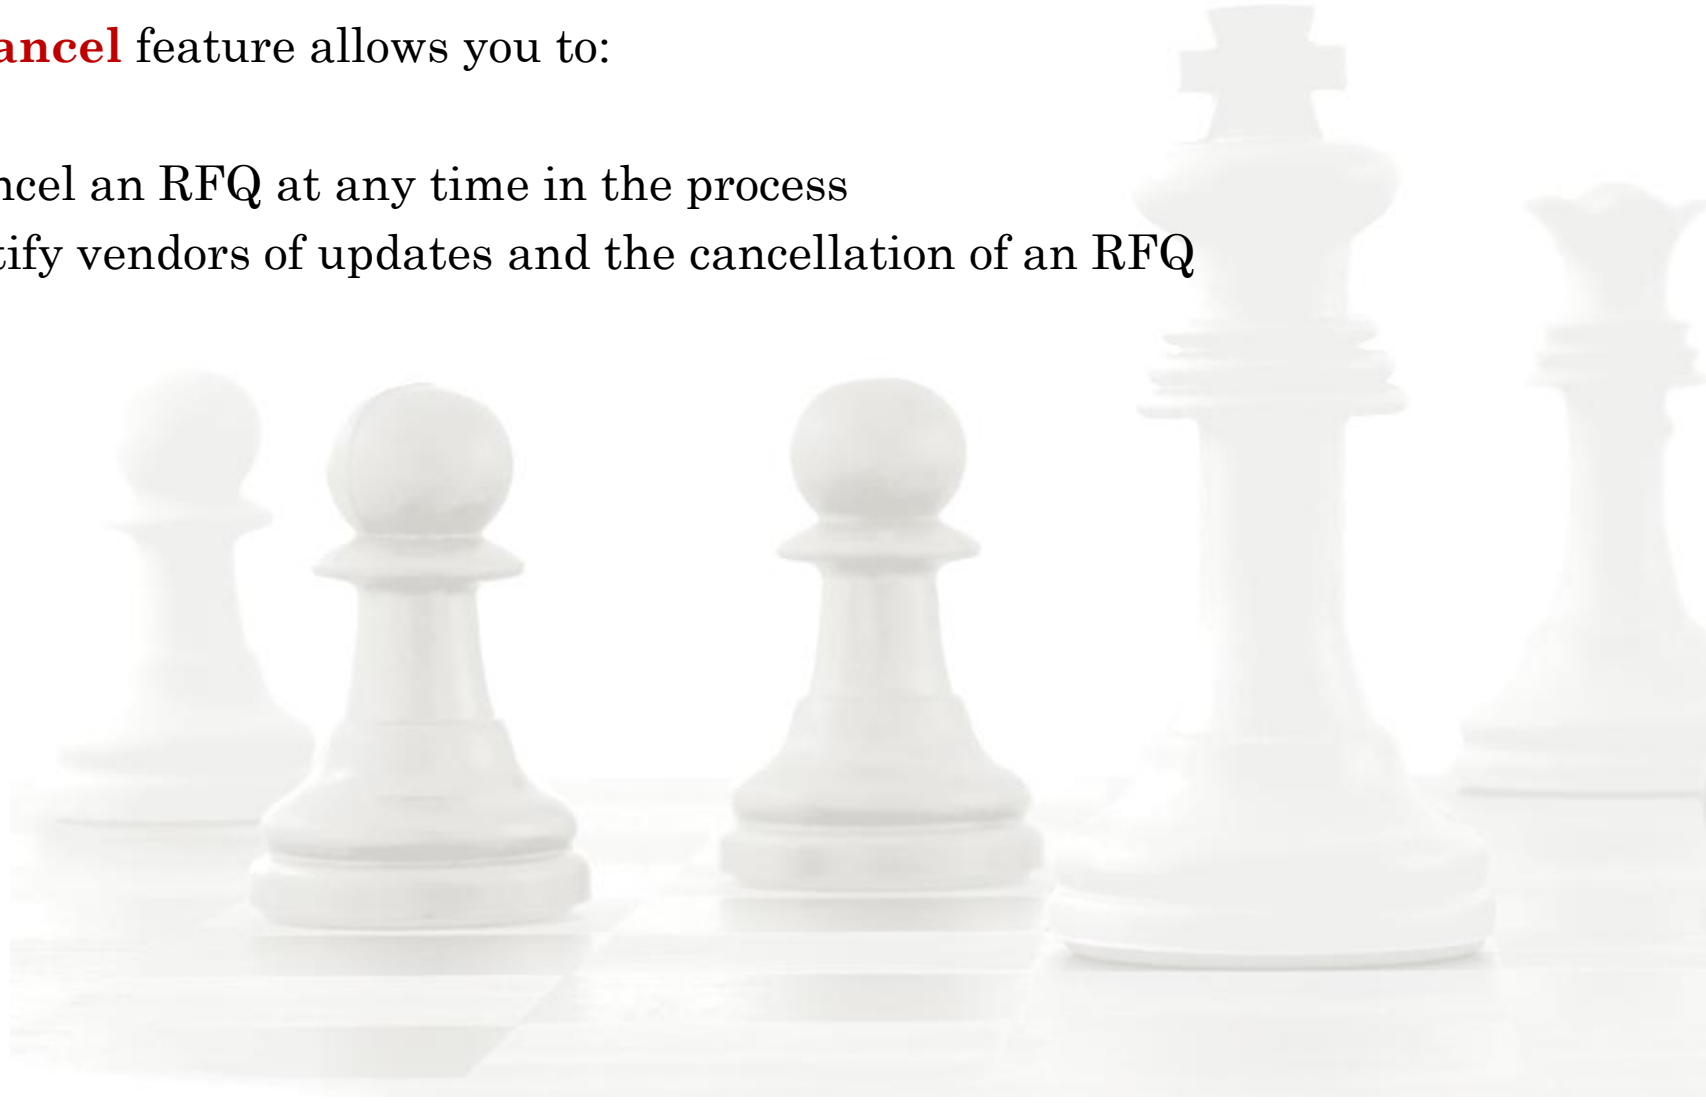 ancel feature allows you to:
ncel an RFQ at any time in the process
tify vendors of updates and the cancellation of an RFQ